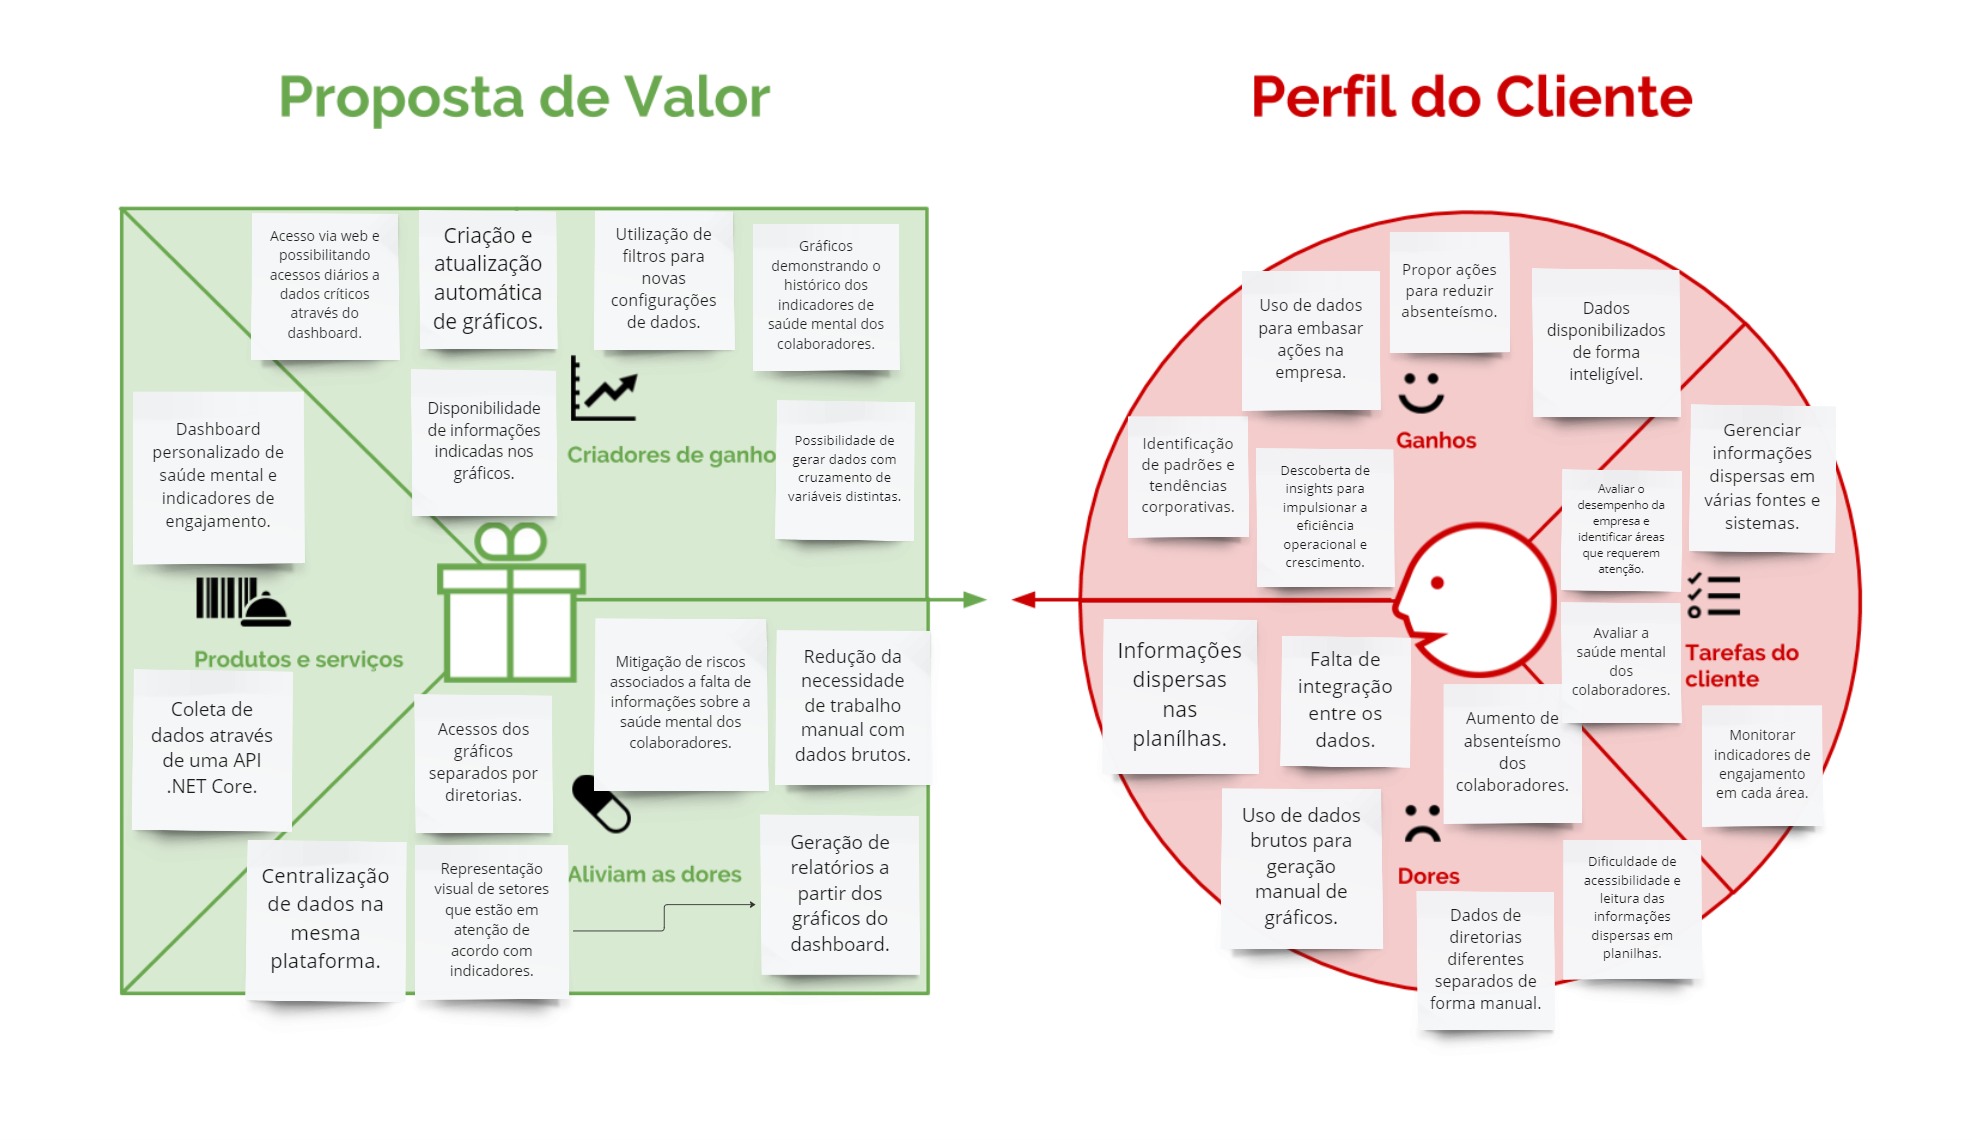 Proposta de Valor
Perfil do Cliente
Acesso via web e
possibilitando
acessos diários a
dados críticos
através do
dashboard.
Criação e
atualização
automática
de gráficos.
Utilização de
filtros para
novas
configurações
de dados.
Gráficos
demonstrando o
histórico dos
indicadores de
saúde mental dos
colaboradores.
Disponibilidade
de informações
indicadas nos
gráficos.
Criadores de ganho
Possibilidade de
gerar dados com
cruzamento de
variáveis distintas.
Dashboard
personalizado de
saúde mental e
indicadores de
engajamento.
Produtos e serviços
Coleta de
dados através
de uma API
.NET Core.
Centralização
de dados na
mesma
plataforma.
Acessos dos
gráficos
separados por
diretorias.
Representação
visual de setores
que estão em
atenção de
acordo com
indicadores.
Mitigação de riscos
associados a falta de
informações sobre a
saúde mental dos
colaboradores.
Redução da
necessidade
de trabalho
manual com
dados brutos.
Aliviam as dores
Geração de
relatórios a
partir dos
gráficos do
dashboard.
Uso de dados
para embasar
ações na
empresa.
Propor ações
para reduzir
absenteísmo.
Dados
disponibilizados
de forma
inteligível.
Ganhos
Identificação
de padrões e
tendências
corporativas.
Descoberta de
insights para
impulsionar a
eficiência
operacional e
crescimento.
Gerenciar
informações
dispersas em
várias fontes e
sistemas.
Avaliar o
desempenho da
empresa e
identificar áreas
que requerem
atenção.
Avaliar a
saúde mental
dos
colaboradores.
Tarefas do
cliente
Monitorar
indicadores de
engajamento
em cada área.
Informações
dispersas
nas
planílhas.
Falta de
integração
entre os
dados.
Aumento de
absenteísmo
dos
colaboradores.
Uso de dados
brutos para
geração
manual de
gráficos.
Dores
Dados de
diretorias
diferentes
separados de
forma manual.
Dificuldade de
acessibilidade e
leitura das
informações
dispersas em
planilhas.